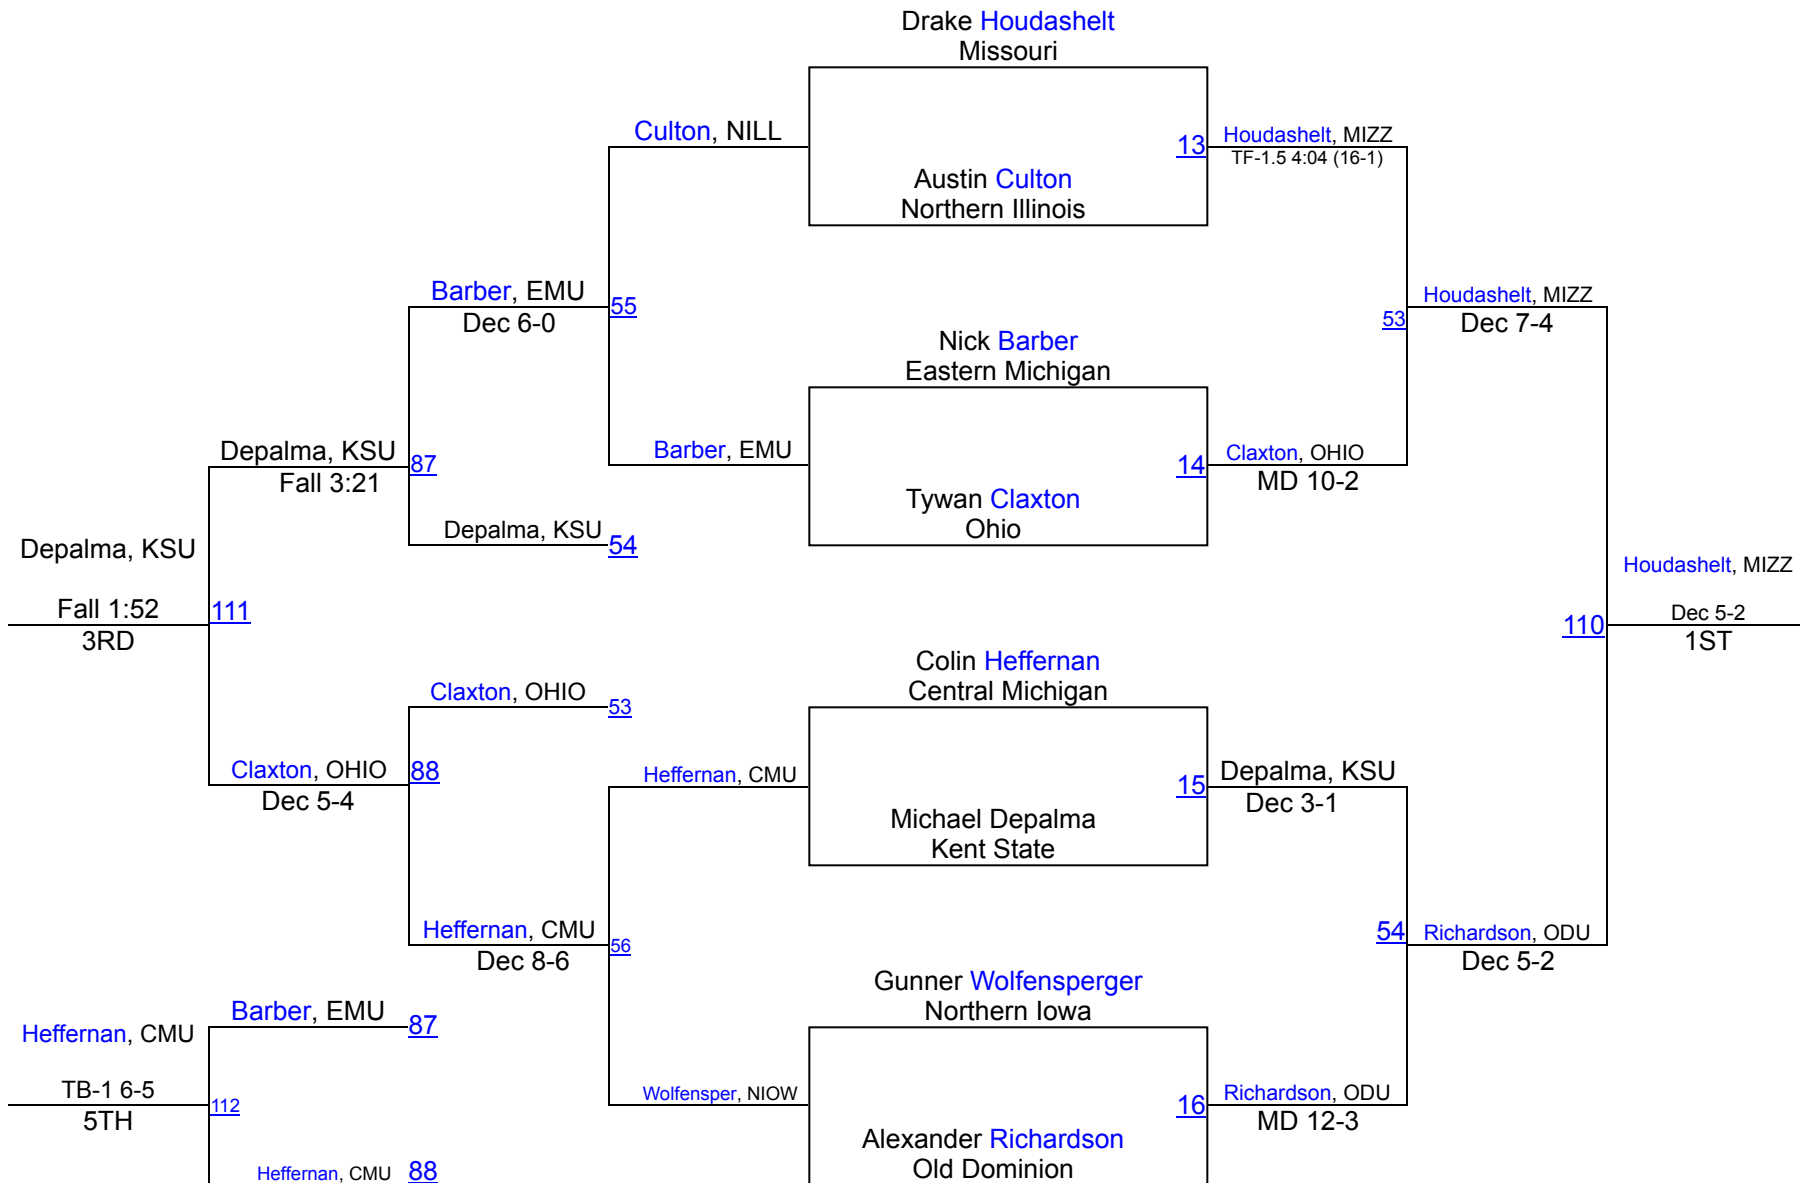 Drake Houdashelt
Missouri
Culton, NILL
13
Houdashelt, MIZZ
TF-1.5 4:04 (16-1)
Austin Culton
Northern Illinois
Barber, EMU
Dec 6-0
55
Houdashelt, MIZZ
53
Dec 7-4
Nick Barber
Eastern Michigan
Depalma, KSU
Fall 3:21
87
Barber, EMU
14
Claxton, OHIO
MD 10-2
Tywan Claxton
Ohio
Depalma, KSU
54
Depalma, KSU
Fall 1:52
3RD
111
Houdashelt, MIZZ
110
Dec 5-2
1ST
Colin Heffernan
Central Michigan
Claxton, OHIO
53
Claxton, OHIO
Dec 5-4
88
Heffernan, CMU
15
Depalma, KSU
Dec 3-1
Michael Depalma
Kent State
Heffernan, CMU
Dec 8-6
56
54
Richardson, ODU
Dec 5-2
Gunner Wolfensperger
Northern Iowa
Barber, EMU
87
Heffernan, CMU
TB-1 6-5
5TH
112
Wolfensper, NIOW
16
Richardson, ODU
MD 12-3
Alexander Richardson
Old Dominion
Heffernan, CMU
88